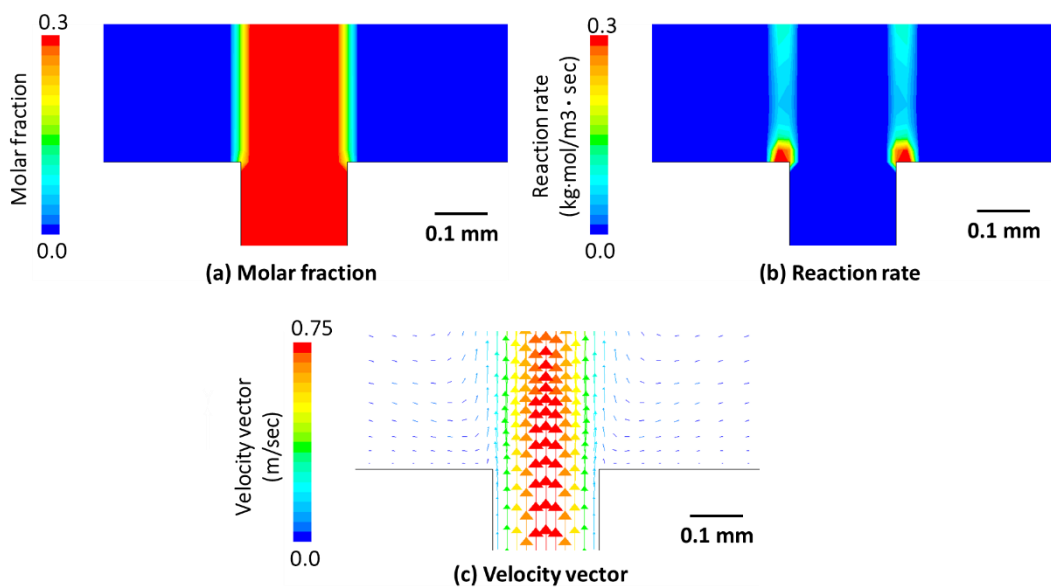 0.3
Molar fraction
0.0
0.1 mm
(a) Molar fraction
0.3
Reaction rate
(kg·mol/m3・sec)
0.0
0.1 mm
(b) Reaction rate
0.75
Velocity vector
(m/sec)
0.0
0.1 mm
(c) Velocity vector